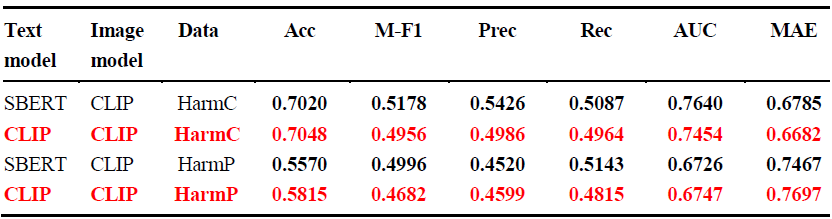 Text model Image model Data Acc M-F1 Prec Rec AUC MAE
SBERT CLIP HarmC 0.7020 0.5178 0.5426 0.5087 0.7640 0.6785
CLIP CLIP HarmC 0.7048 0.4956 0.4986 0.4964 0.7454 0.6682
SBERT CLIP HarmP 0.5570 0.4996 0.4520 0.5143 0.6726 0.7467
CLIP CLIP HarmP 0.5815 0.4682 0.4599 0.4815 0.6747 0.7697